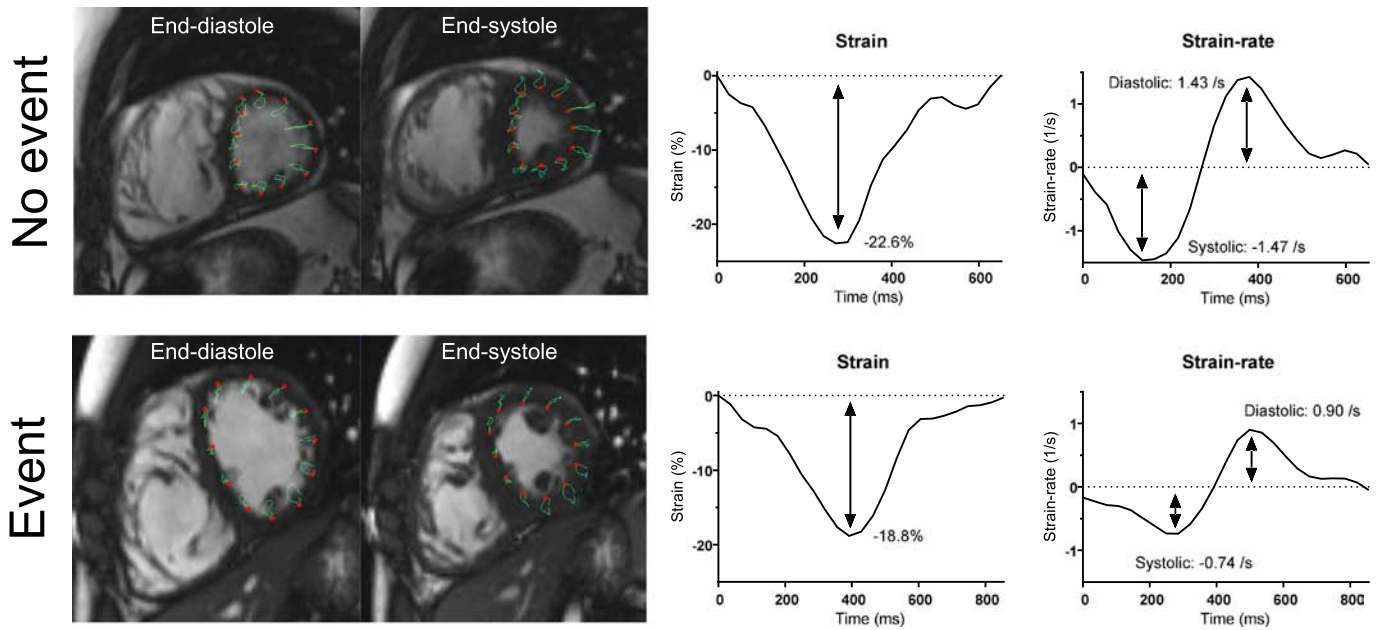 No event
End-diastole
End-systole
Strain
Strain (%)
0
-10
-20
-22.6%
0
200
400
600
Time (ms)
Strain-rate
Strain-rate (1/s)
1
0
-1
Diastolic: 1.43 /s
Systolic: -1.47 /s
0
200
400
600
Time (ms)
Event
End-diastole
End-systole
Strain
Strain (%)
0
-10
-20
-18.8%
0
200
400
600
800
Time (ms)
Strain-rate
Strain-rate (1/s)
1
0
-1
Diastolic: 0.90 /s
Systolic: -0.74 /s
0
200
400
600
800
Time (ms)